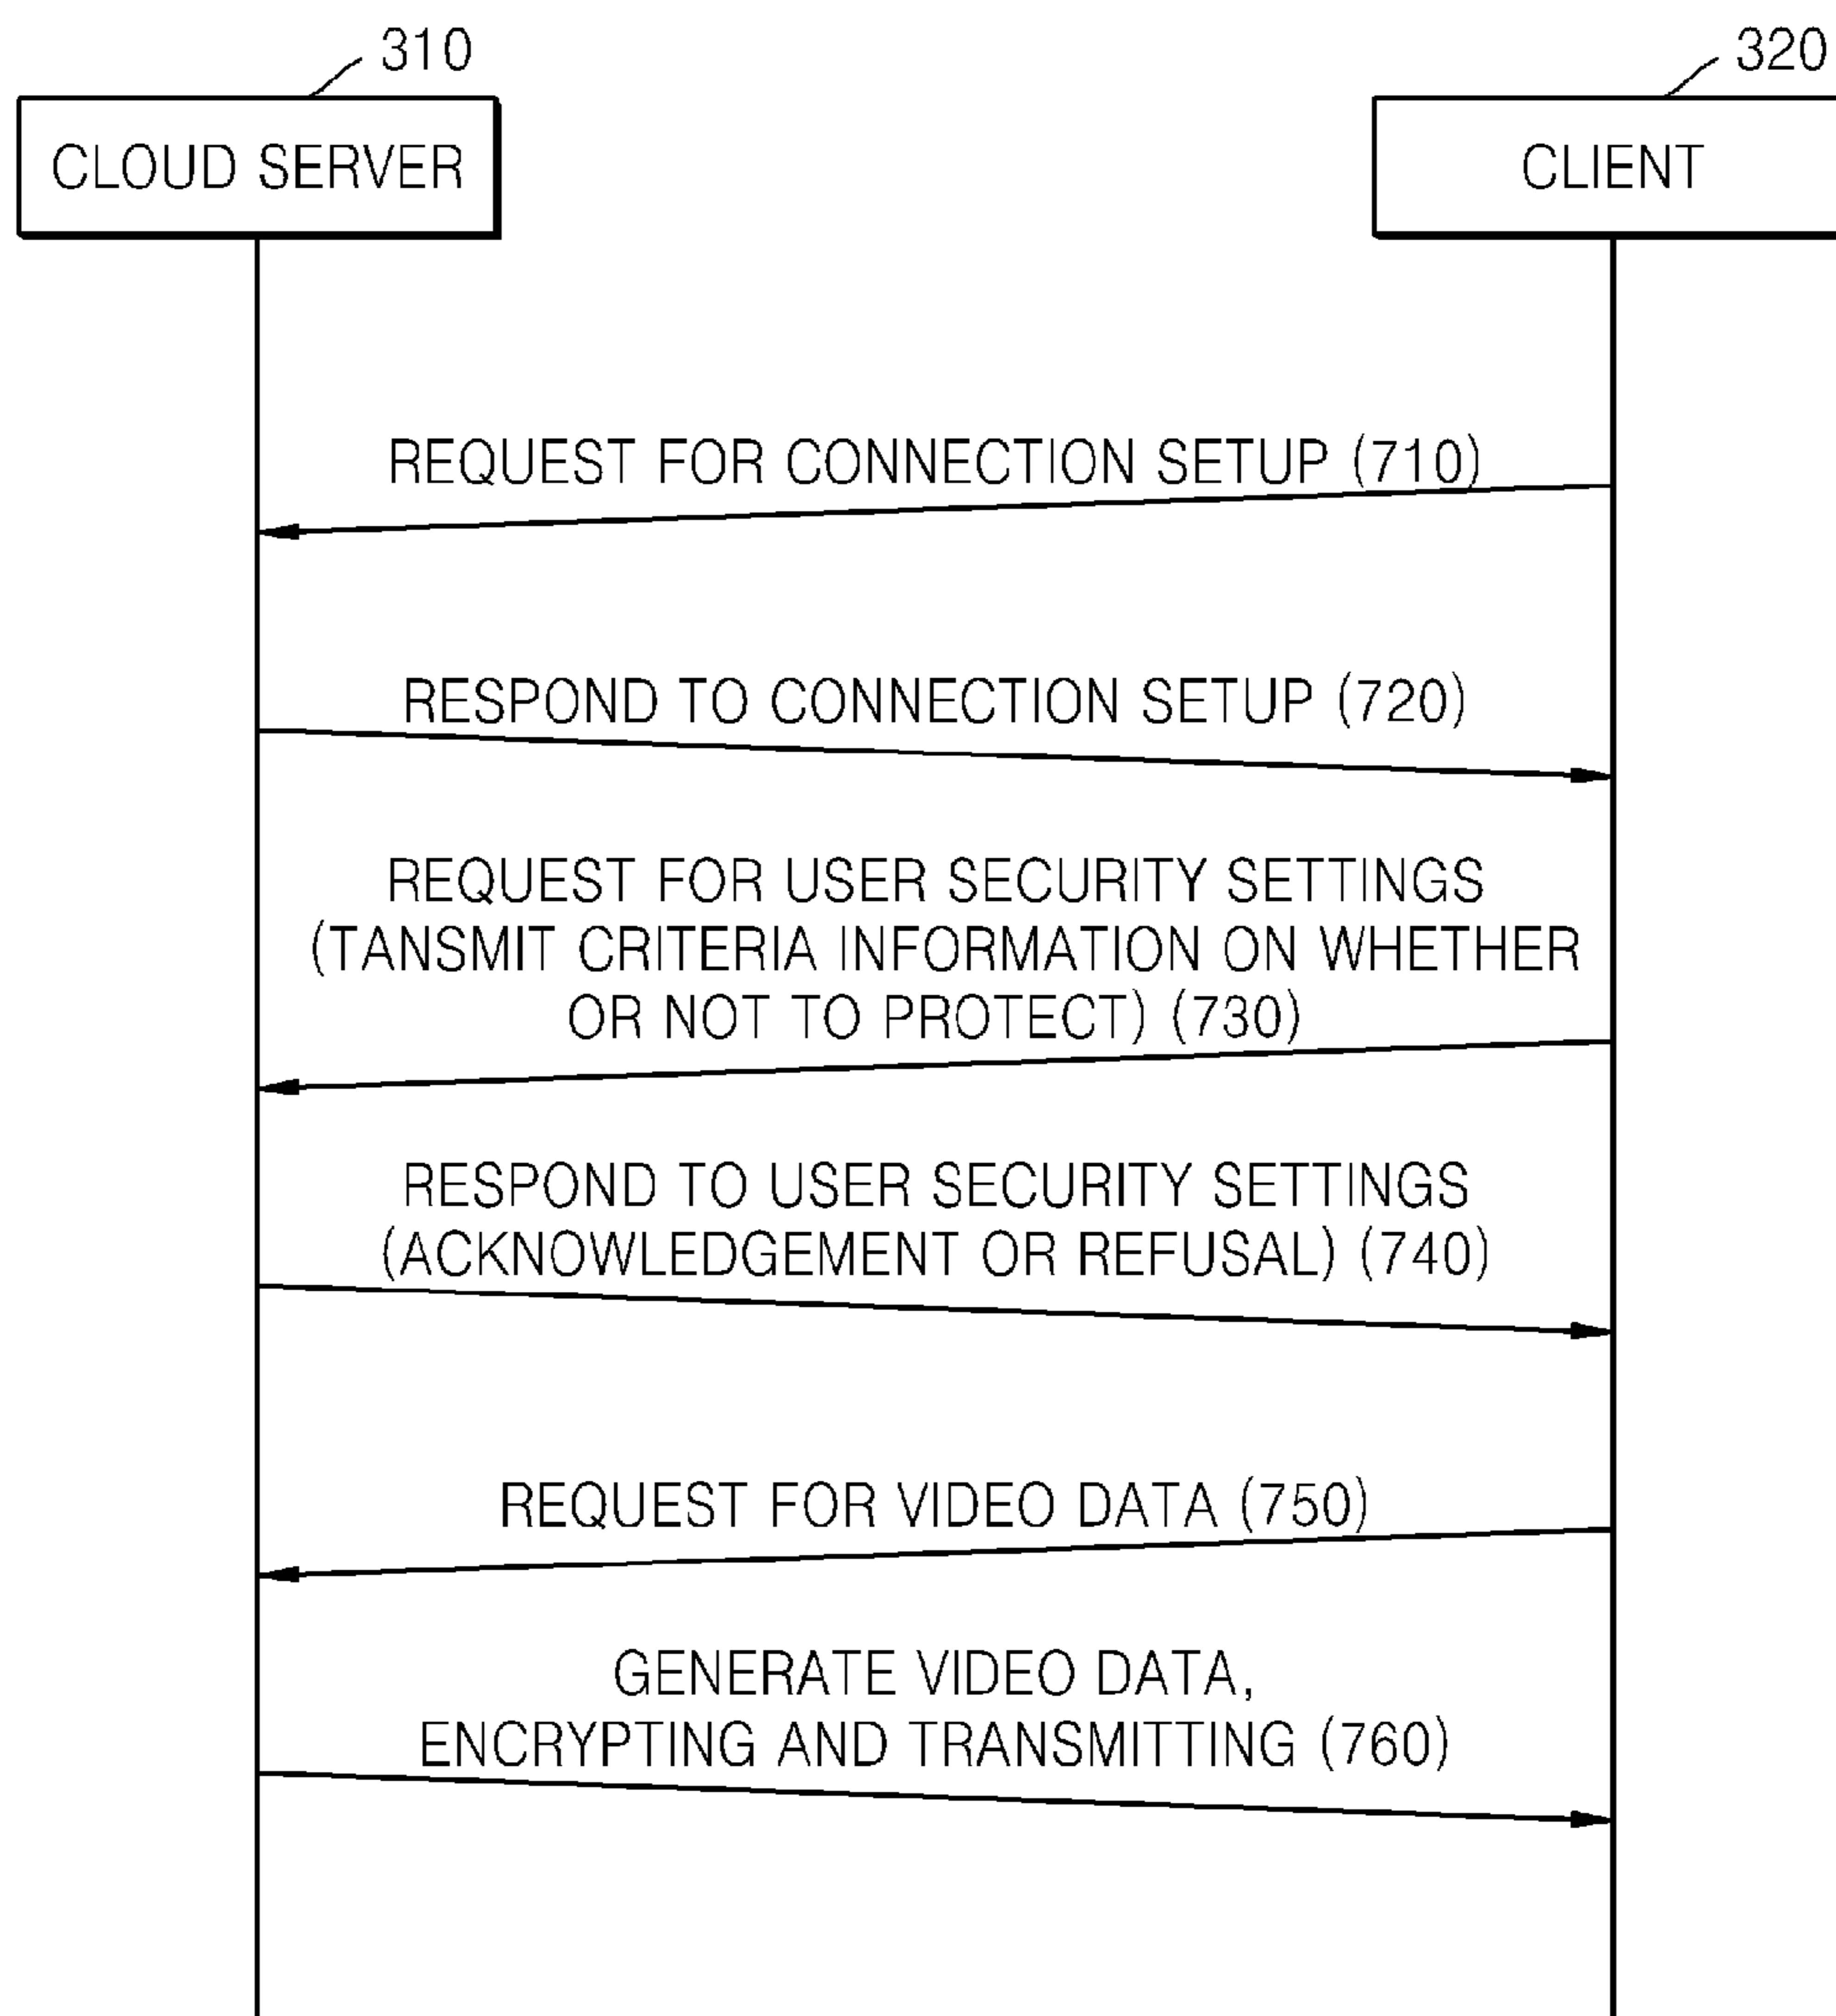 310
320
CLOUD SERVER
CLIENT
REQUEST FOR CONNECTION SETUP (710)
RESPOND TO CONNECTION SETUP (720)
REQUEST FOR USER SECURITY SETTINGS
(TANSMIT CRITERIA INFORMATION ON WHETHER
OR NOT TO PROTECT) (730)
RESPOND TO USER SECURITY SETTINGS
(ACKNOWLEDGEMENT OR REFUSAL) (740)
REQUEST FOR VIDEO DATA (750)
GENERATE VIDEO DATA,
ENCRYPTING AND TRANSMITTING (760)